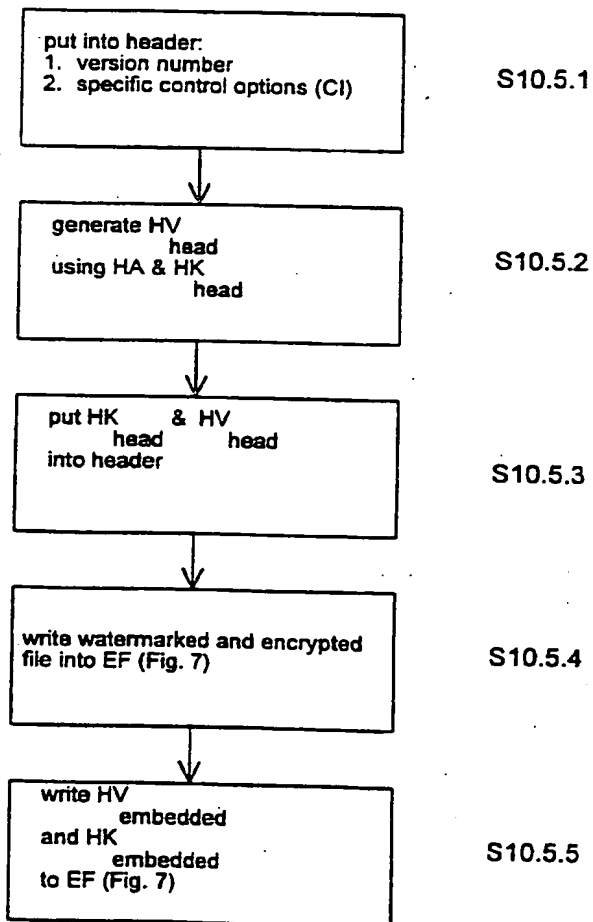 put into header:
1. version number
2. specific control options (CI)
S10.5.1
generate HV
head
using HA & HK
head
S10.5.2
put HK & HV
head head
into header
S10.5.3
write watermarked and encrypted
file into EF (Fig. 7)
S10.5.4
write HV
embedded
and HK
embedded
to EF (Fig. 7)
S10.5.5